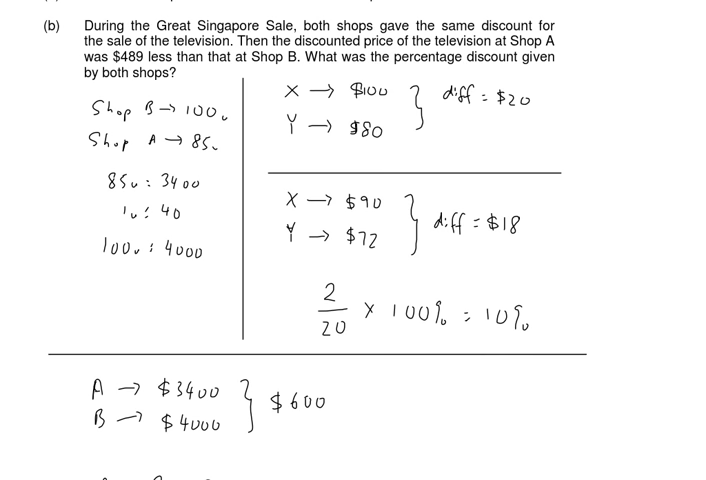 (b) During the Great Singapore Sale, both shops gave the same discount for
the sale of the television. Then the discounted price of the television at Shop A
was $489 less than that at Shop B. What was the percentage discount given
by both shops?
Shop B → 100u
Shop A → 85u
85u : 3400
1u : 40
100u : 4000
X → $100
Y → $80
diff = $20
X → $90
Y → $72
diff = $18
2/20 × 100% = 10%
A → $3400
B → $4000
$600